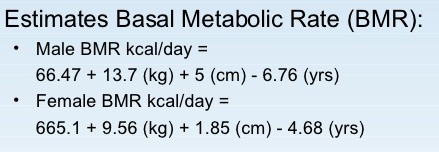 Estimates Basal Metabolic Rate (BMR):
• Male BMR kcal/day =
66.47 + 13.7 (kg) + 5 (cm) - 6.76 (yrs)
• Female BMR kcal/day =
665.1 + 9.56 (kg) + 1.85 (cm) - 4.68 (yrs)